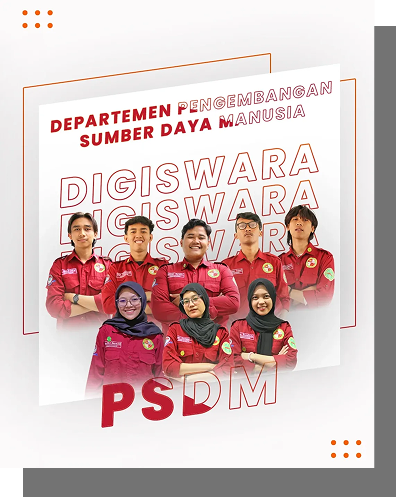 DEPARTEMEN PENGEMBANGAN
SUMBER DAYA MANUSIA
DIGISWARA
DIGISWARA
DIGISWARA
PSDM